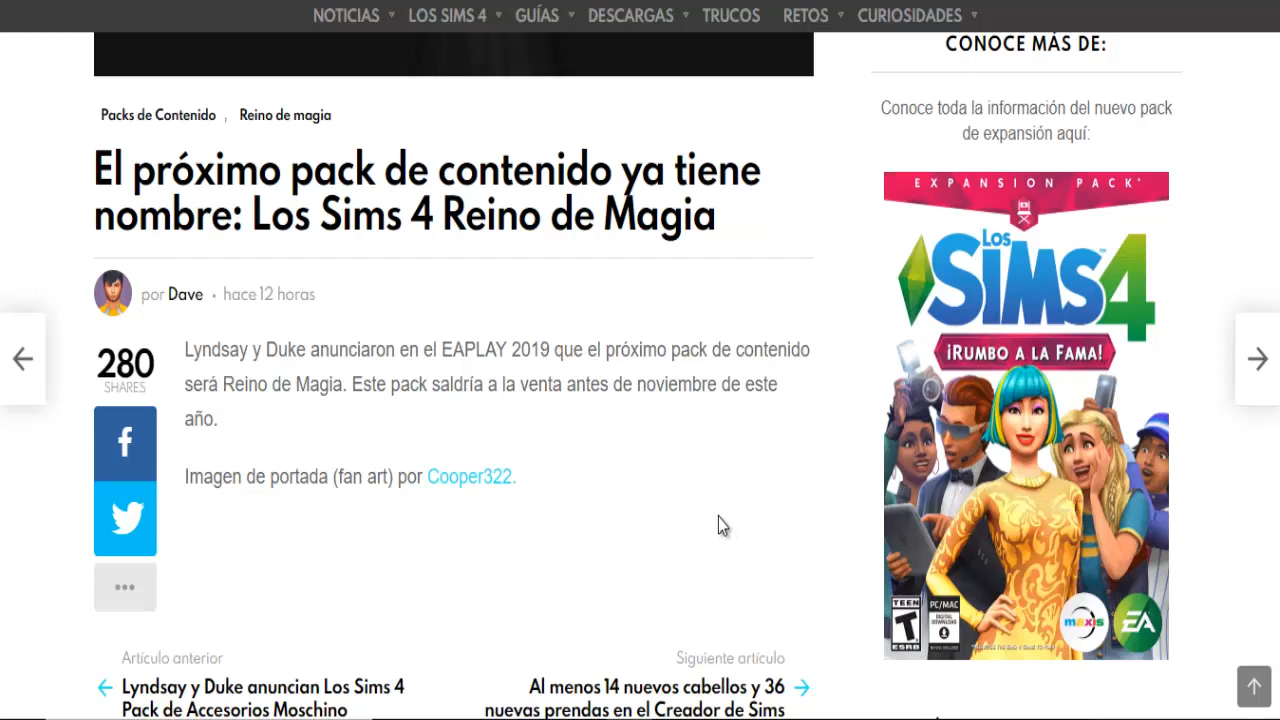 NOTICIAS LOS SIMS 4 GUÍAS DESCARGAS TRUCOS RETOS CURIOSIDADES
Packs de Contenido , Reino de magia
El próximo pack de contenido ya tiene
nombre: Los Sims 4 Reino de Magia
por Dave • hace 12 horas
280
SHARES
Lyndsay y Duke anunciaron en el EAPLAY 2019 que el próximo pack de contenido
será Reino de Magia. Este pack saldría a la venta antes de noviembre de este
año.
Imagen de portada (fan art) por Cooper322.
Artículo anterior
Lyndsay y Duke anuncian Los Sims 4
Pack de Accesorios Moschino
Siguiente artículo
Al menos 14 nuevos cabellos y 36
nuevas prendas en el Creador de Sims
CONOCE MÁS DE:
Conoce toda la información del nuevo pack
de expansión aquí:
EXPANSION PACK
LOS
SIMS 4
¡RUMBO A LA FAMA!
TEEN
T
ESRB
PC/MAC
DIGITAL
DOWNLOAD
maxis
EA